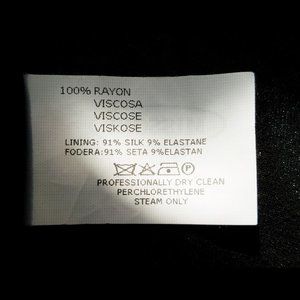 100% RAYON
VISCOSA
VISCOSE
VISKOSE
LINING: 91% SILK 9% ELASTANE
FODERA:91% SETA 9%ELASTAN
PROFESSIONALLY DRY CLEAN
PERCHLORETHYLENE
STEAM ONLY